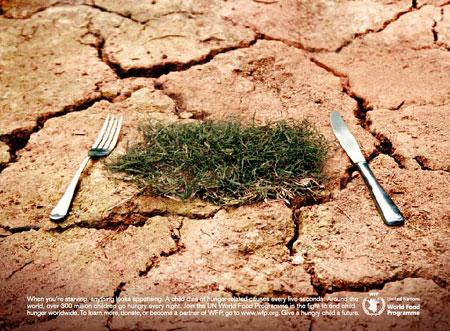 When you're starving, anything looks appetising. A child dies of hunger-related causes every five seconds. Around the
world, over 300 million children go hungry every night. Join the UN World Food Programme in the fight to end child
hunger worldwide. To learn more, donate, or become a partner of WFP, go to www.wfp.org. Give a hungry child a future.
WFP
United Nations
World Food
Programme